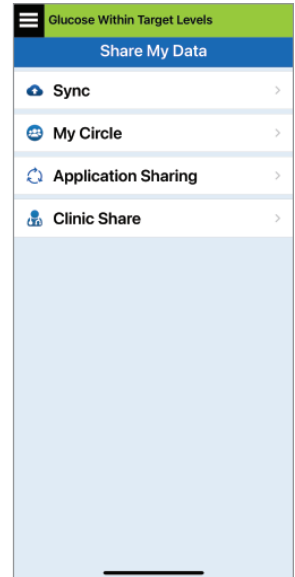 Glucose Within Target Levels
Share My Data
Sync
My Circle
Application Sharing
Clinic Share